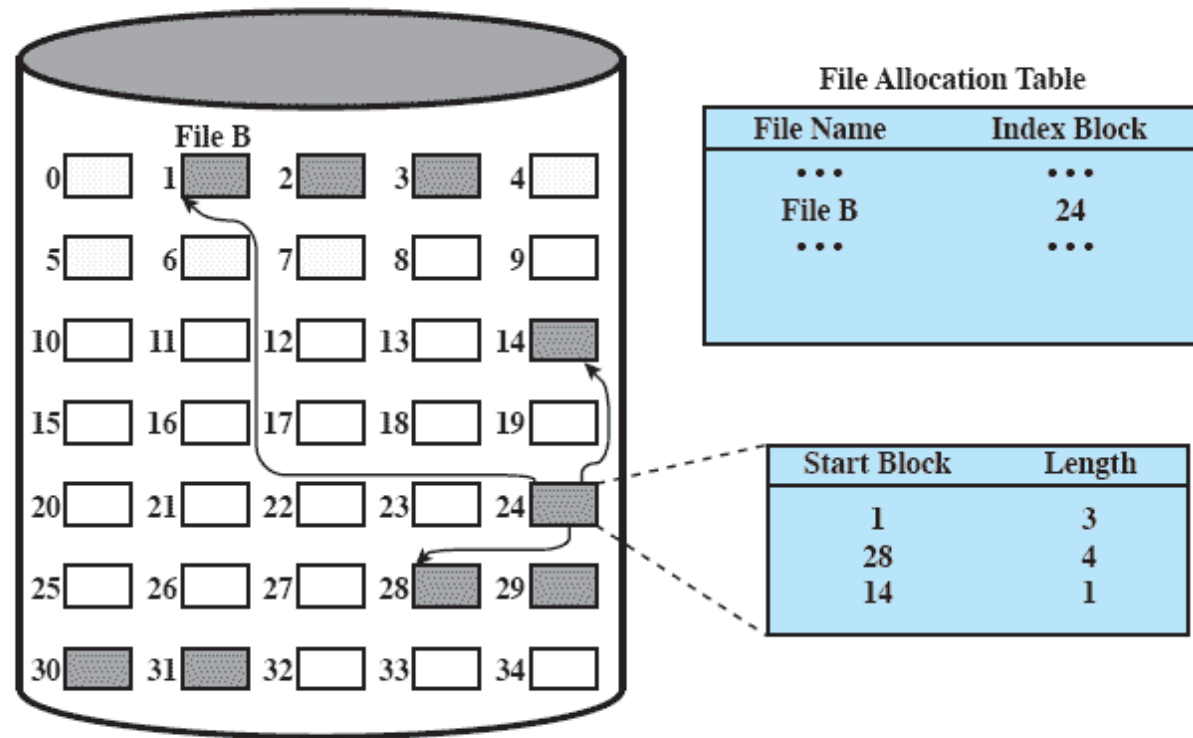 File B
0 1 2 3 4
5 6 7 8 9
10 11 12 13 14
15 16 17 18 19
20 21 22 23 24
25 26 27 28 29
30 31 32 33 34
File Allocation Table
File Name Index Block
••• •••
File B 24
••• •••
Start Block Length
1 3
28 4
14 1